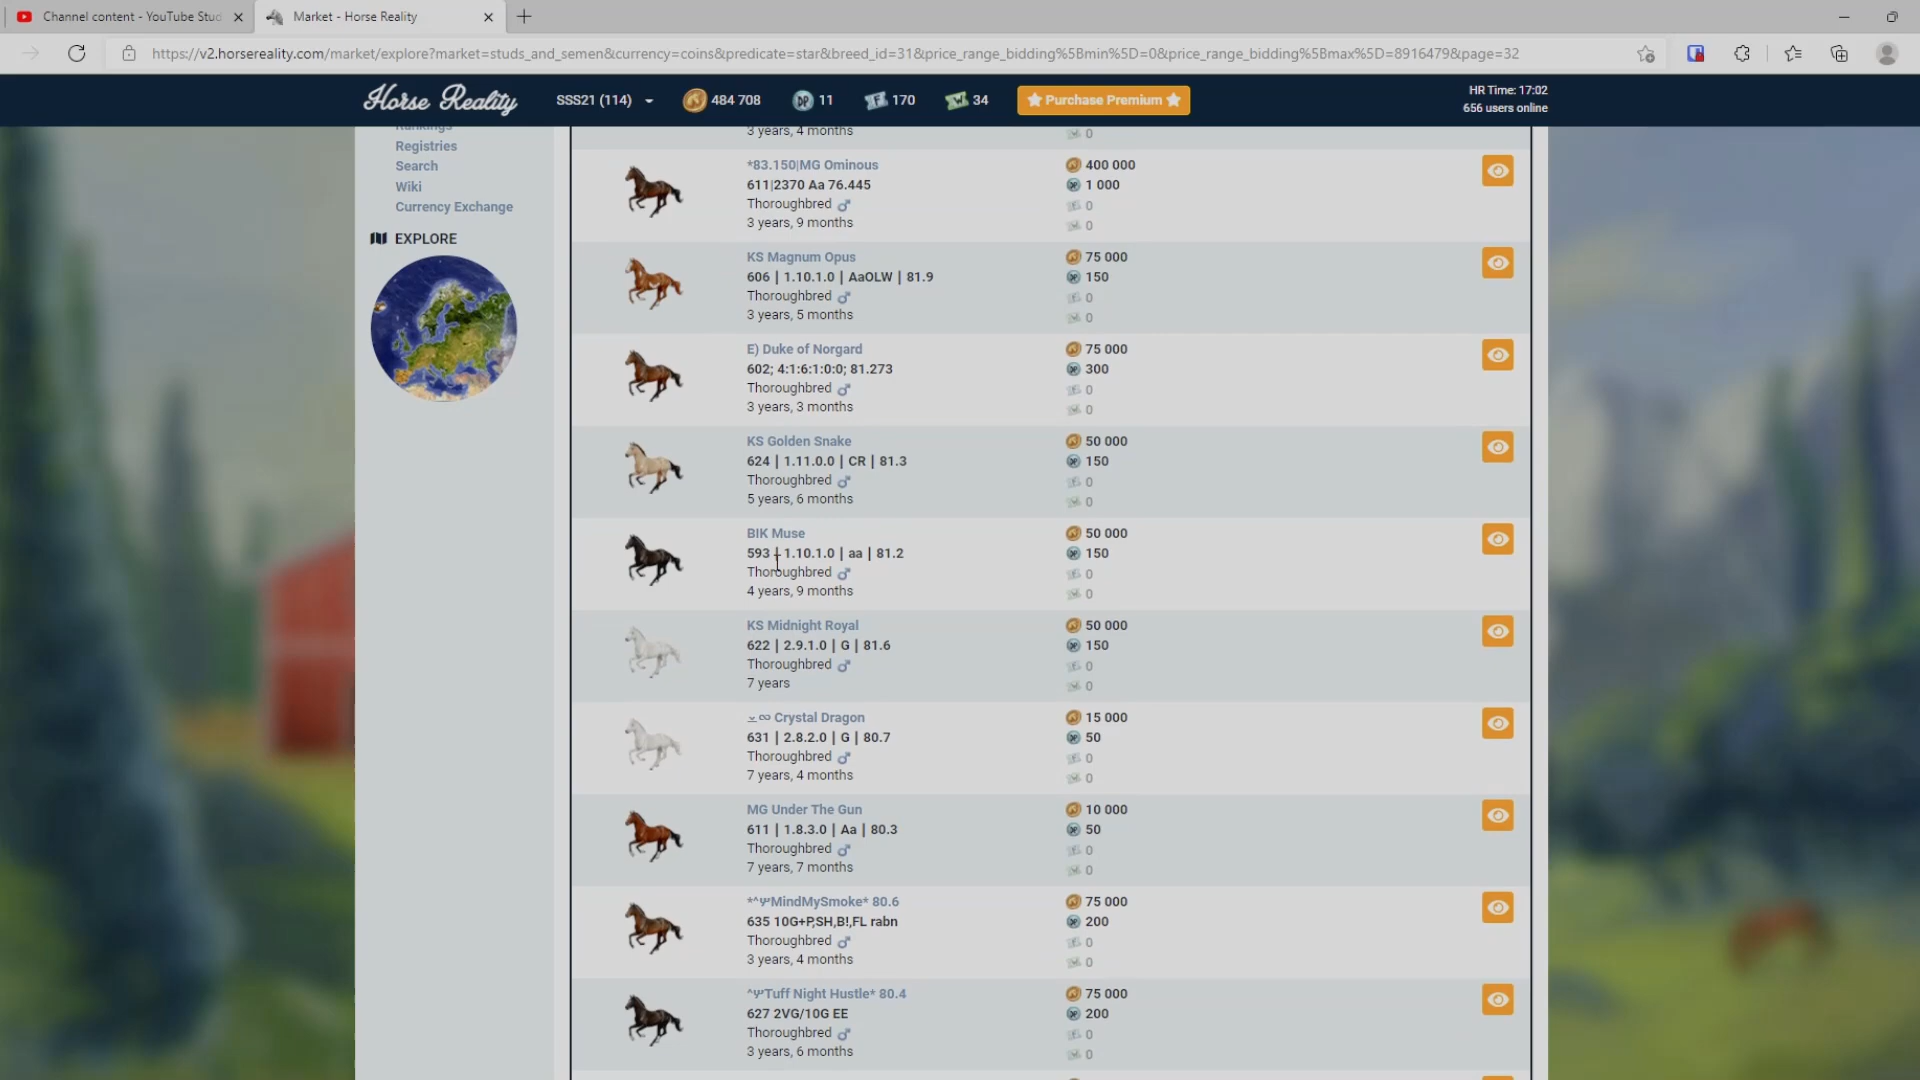 Channel content - YouTube Stud
Market - Horse Reality
https://v2.horsereality.com/market/explore?market=studs_and_semen&currency=coins&predicate=star&breed_id=31&price_range_bidding%5Bmin%5D=0&price_range_bidding%5Bmax%5D=8916479&page=32
Horse Reality
SSS21 (114)
484 708
11
170
34
Purchase Premium
HR Time: 17:02
656 users online
Rankings
Registries
Search
Wiki
Currency Exchange
EXPLORE
3 years, 4 months
0
*83.150|MG Ominous
400 000
611|2370 Aa 76.445
1 000
Thoroughbred
0
3 years, 9 months
0
KS Magnum Opus
75 000
606 | 1.10.1.0 | AaOLW | 81.9
150
Thoroughbred
0
3 years, 5 months
0
E) Duke of Norgard
75 000
602; 4:1:6:1:0:0; 81.273
300
Thoroughbred
0
3 years, 3 months
0
KS Golden Snake
50 000
624 | 1.11.0.0 | CR | 81.3
150
Thoroughbred
0
5 years, 6 months
0
BIK Muse
50 000
593 | 1.10.1.0 | aa | 81.2
150
Thoroughbred
0
4 years, 9 months
0
KS Midnight Royal
50 000
622 | 2.9.1.0 | G | 81.6
150
Thoroughbred
0
7 years
0
⩡∞ Crystal Dragon
15 000
631 | 2.8.2.0 | G | 80.7
50
Thoroughbred
0
7 years, 4 months
0
MG Under The Gun
10 000
611 | 1.8.3.0 | Aa | 80.3
50
Thoroughbred
0
7 years, 7 months
0
*^ΨMindMySmoke* 80.6
75 000
635 10G+P,SH,B!,FL rabn
200
Thoroughbred
0
3 years, 4 months
0
^ΨTuff Night Hustle* 80.4
75 000
627 2VG/10G EE
200
Thoroughbred
0
3 years, 6 months
0